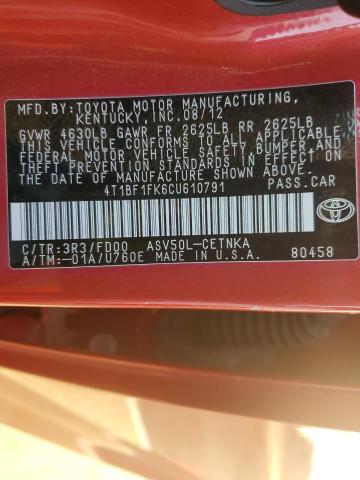 MFD.BY:TOYOTA MOTOR MANUFACTURING,
KENTUCKY,INC.08/12
GVWR 4630LB GAWR FR 2625LB RR 2625LB
THIS VEHICLE CONFORMS TO ALL APPLICABLE
FEDERAL MOTOR VEHICLE SAFETY,BUMPER,AND
THEFT PREVENTION STANDARDS IN EFFECT ON
THE DATE OF MANUFACTURE SHOWN ABOVE.
4T1BF1FK6CU610791
PASS.CAR
C/TR:3R3/FD00 ASV50L-CETNKA
A/TM:-01A/U760E MADE IN U.S.A.
80458
TOYOTA